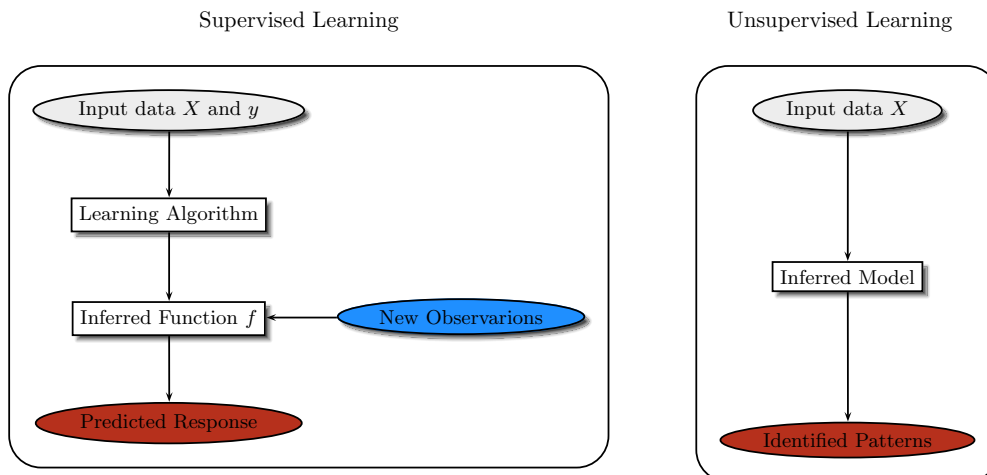 Supervised Learning
Input data X and y
Learning Algorithm
Inferred Function f
New Observarions
Predicted Response
Unsupervised Learning
Input data X
Inferred Model
Identified Patterns